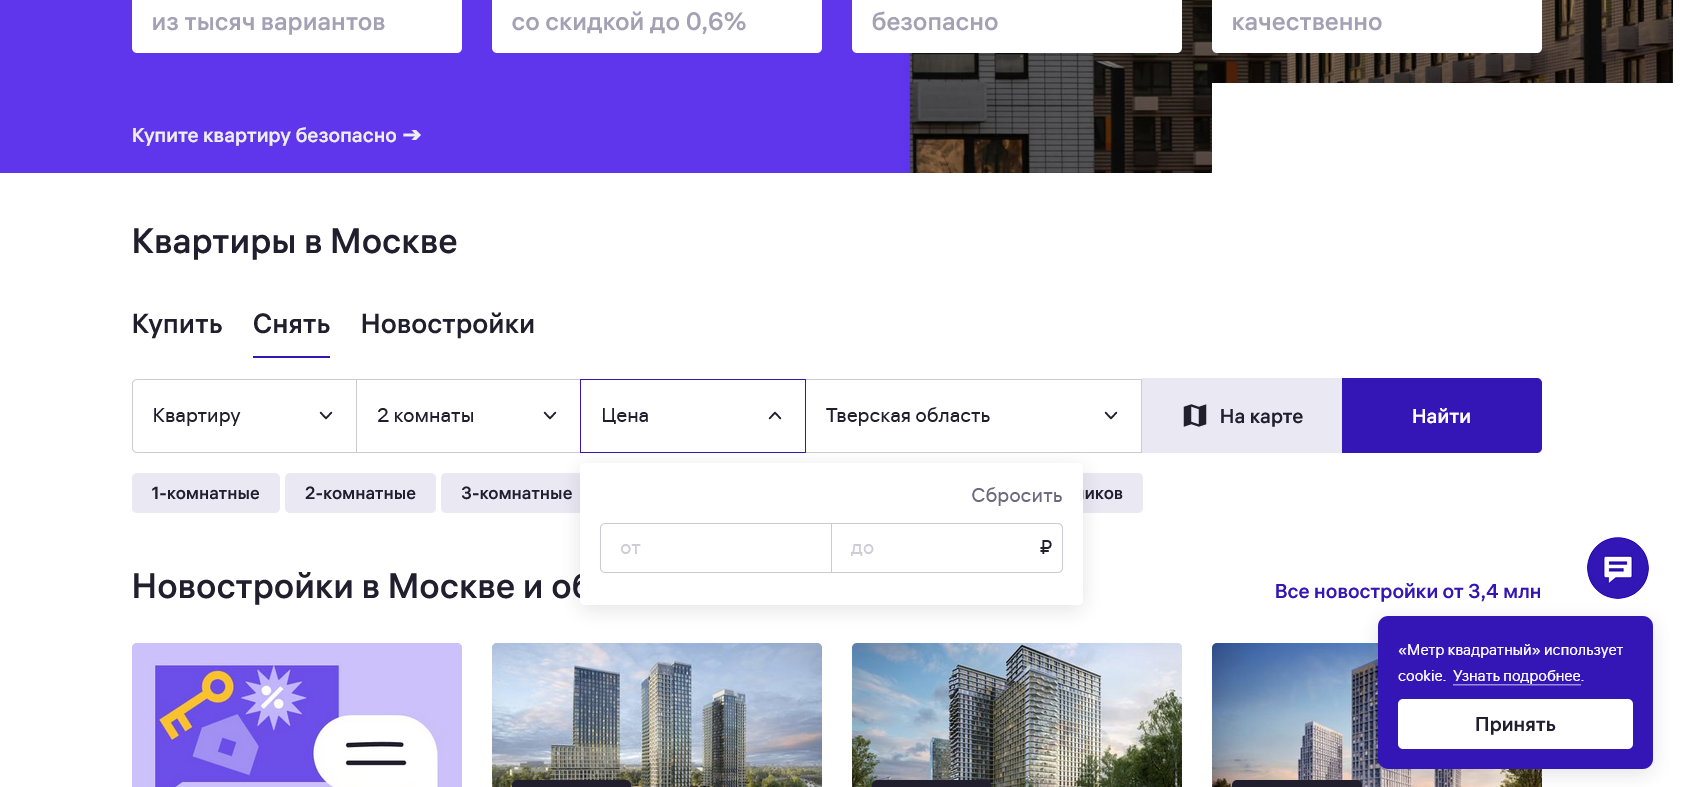 из тысяч вариантов
со скидкой до 0,6%
безопасно
качественно
Купите квартиру безопасно →
Квартиры в Москве
Купить Снять Новостройки
Квартиру 2 комнаты Цена Тверская область На карте Найти
1-комнатные 2-комнатные 3-комнатные иков
Сбросить
от до ₽
Новостройки в Москве и об
Все новостройки от 3,4 млн
«Метр квадратный» использует
cookie. Узнать подробнее.
Принять
%